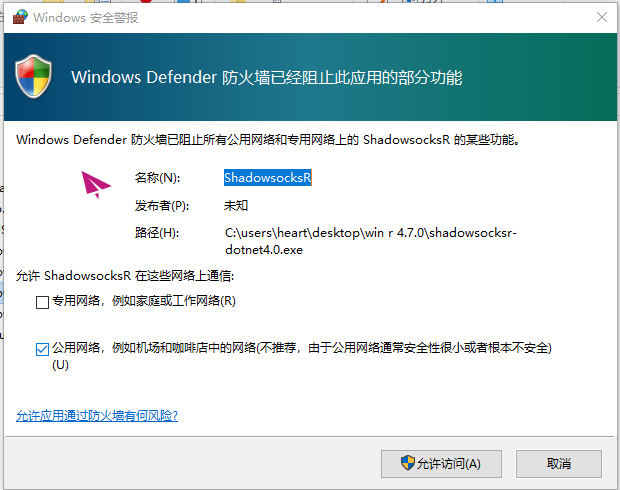 Windows 安全警报
Windows Defender 防火墙已经阻止此应用的部分功能
Windows Defender 防火墙已阻止所有公用网络和专用网络上的 ShadowsocksR 的某些功能。
名称(N): ShadowsocksR
发布者(P): 未知
路径(H): C:\users\heart\desktop\win r 4.7.0\shadowsocksr-
dotnet4.0.exe
允许 ShadowsocksR 在这些网络上通信:
专用网络，例如家庭或工作网络(R)
公用网络，例如机场和咖啡店中的网络(不推荐，由于公用网络通常安全性很小或者根本不安全)
(U)
允许应用通过防火墙有何风险?
允许访问(A) 取消